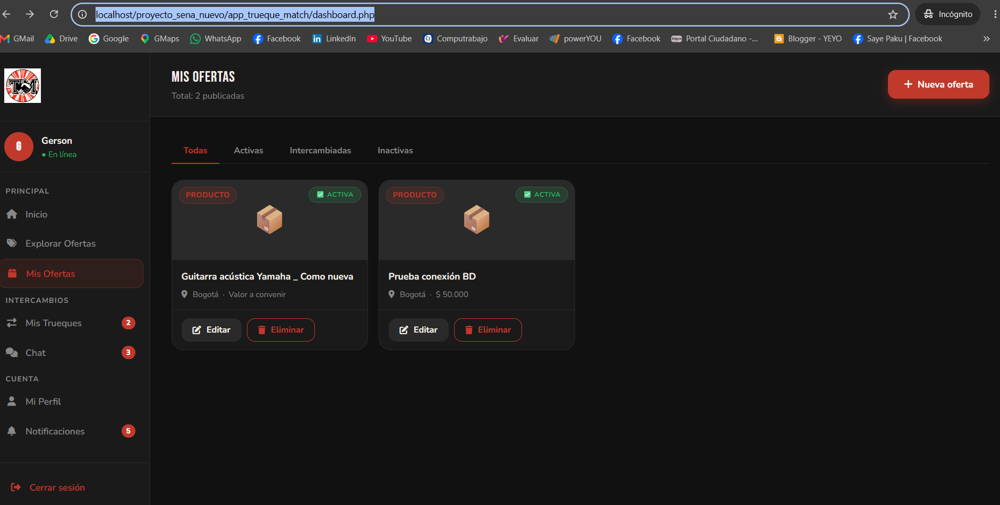 localhost/proyecto_sena_nuevo/app_trueque_match/dashboard.php
Incógnito
GMail
Drive
Google
GMaps
WhatsApp
Facebook
LinkedIn
YouTube
Computrabajo
Evaluar
powerYOU
Facebook
Portal Ciudadano -...
Blogger - YEYO
Saye Paku | Facebook
TM
G
Gerson
En línea
PRINCIPAL
Inicio
Explorar Ofertas
Mis Ofertas
INTERCAMBIOS
Mis Trueques 2
Chat 3
CUENTA
Mi Perfil
Notificaciones 5
Cerrar sesión
MIS OFERTAS
Total: 2 publicadas
+ Nueva oferta
Todas
Activas
Intercambiadas
Inactivas
PRODUCTO
ACTIVA
Guitarra acústica Yamaha _ Como nueva
Bogotá · Valor a convenir
Editar
Eliminar
PRODUCTO
ACTIVA
Prueba conexión BD
Bogotá · $ 50.000
Editar
Eliminar